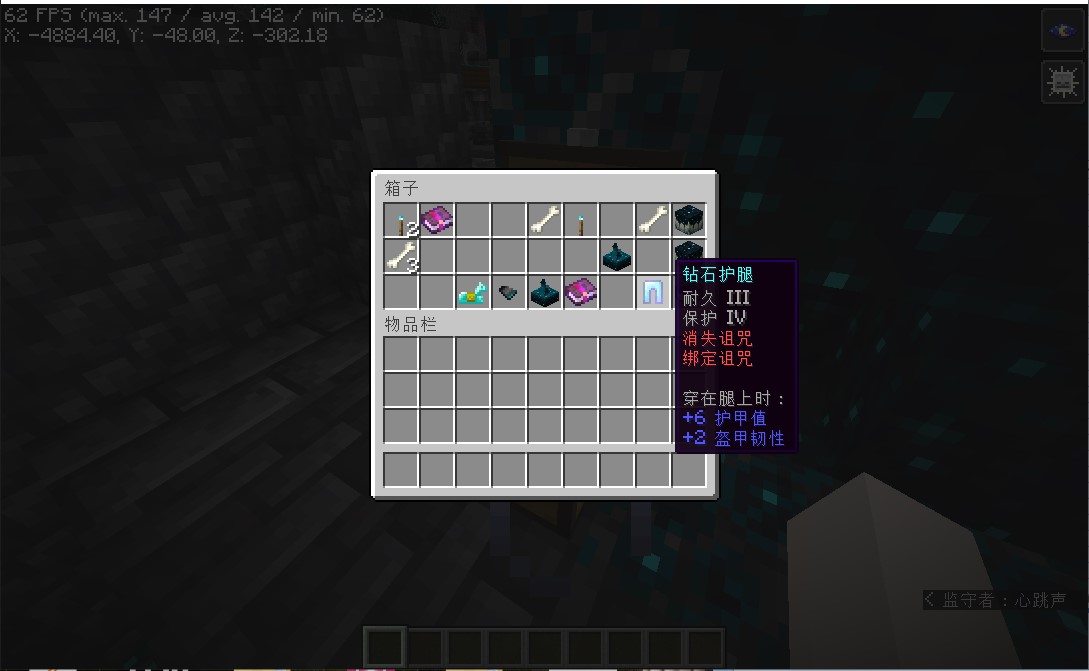 62 FPS (max. 147 / avg. 142 / min. 62)
X: -4884.40, Y: -48.00, Z: -302.18
箱子
2
3
物品栏
钻石护腿
耐久 III
保护 IV
消失诅咒
绑定诅咒
穿在腿上时：
+6 护甲值
+2 盔甲韧性
< 监守者：心跳声